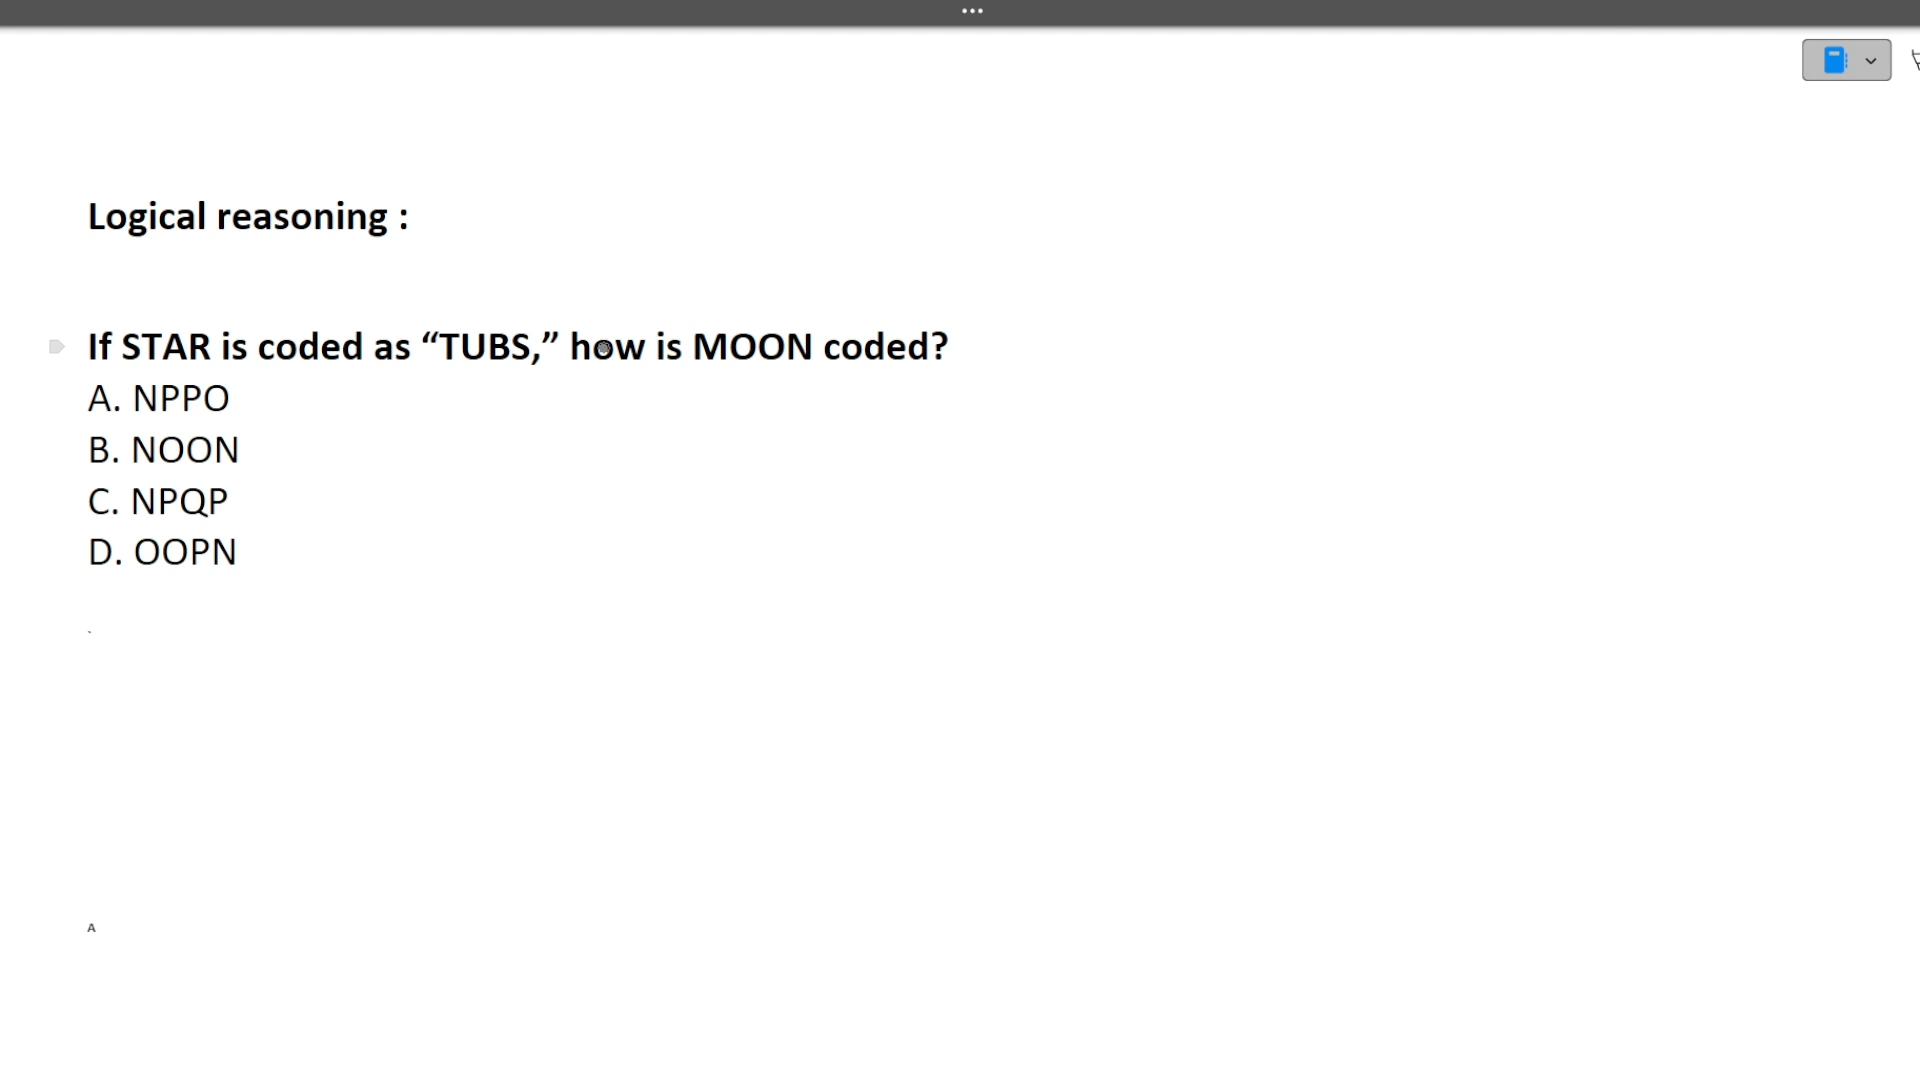 Logical reasoning :
If STAR is coded as “TUBS,” how is MOON coded?
A. NPPO
B. NOON
C. NPQP
D. OOPN
`
A